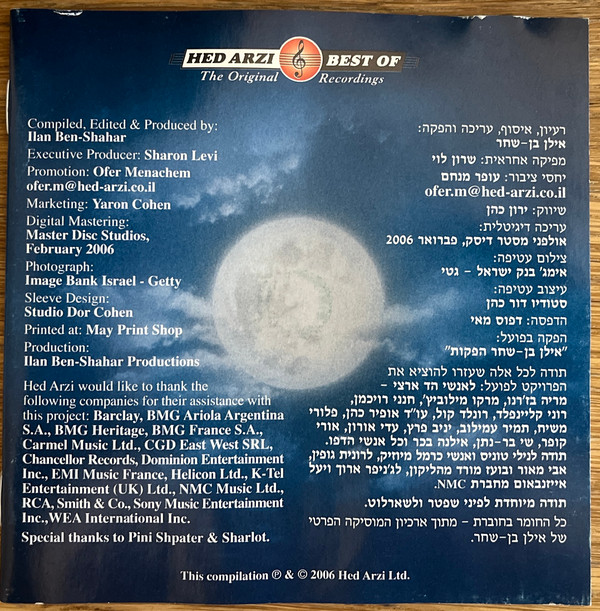 HED ARZI BEST OF
The Original Recordings
Compiled, Edited & Produced by:
Ilan Ben-Shahar
Executive Producer: Sharon Levi
Promotion: Ofer Menachem
ofer.m@hed-arzi.co.il
Marketing: Yaron Cohen
Digital Mastering:
Master Disc Studios,
February 2006
Photograph:
Image Bank Israel - Getty
Sleeve Design:
Studio Dor Cohen
Printed at: May Print Shop
Production:
Ilan Ben-Shahar Productions
Hed Arzi would like to thank the
following companies for their assistance with
this project: Barclay, BMG Ariola Argentina
S.A., BMG Heritage, BMG France S.A.,
Carmel Music Ltd., CGD East West SRL,
Chancellor Records, Dominion Entertainment
Inc., EMI Music France, Helicon Ltd., K-Tel
Entertainment (UK) Ltd., NMC Music Ltd.,
RCA, Smith & Co., Sony Music Entertainment
Inc.,WEA International Inc.
Special thanks to Pini Shpater & Sharlot.
רעיון, איסוף, עריכה והפקה:
אילן בן-שחר
מפיקה אחראית: שרון לוי
יחסי ציבור: עופר מנחם
ofer.m@hed-arzi.co.il
שיווק: ירון כהן
עריכה דיגיטלית:
אולפני מסטר דיסק, פברואר 2006
צילום עטיפה:
אימג' בנק ישראל - גטי
עיצוב עטיפה:
סטודיו דור כהן
הדפסה: דפוס מאי
הפקה בפועל:
"אילן בן-שחר הפקות"
תודה לכל אלה שעזרו להוציא את
הפרויקט לפועל: לאנשי הד ארצי -
מריה בז'רנו, מרקו מילוביץ', חנני רויכמן,
רוני קליינפלד, רונלד קול, עו"ד אופיר כהן, פלורי
משיח, תמיר עמילוב, יניב פרץ, עדי אורון, אורי
קופר, שי בר-נתן, אילנה בכר וכל אנשי הדפו.
תודה לנילי טוניס ואנשי כרמל מיוזיק, לרונית גופין,
אבי מאור ובועז מורד מהליקון, לג'ניפר ארוך ויעל
אייזנבאום מחברת NMC.
תודה מיוחדת לפיני שפטר ולשארלוט.
כל החומר בחוברת - מתוך ארכיון המוסיקה הפרטי
של אילן בן-שחר.
This compilation ℗ & © 2006 Hed Arzi Ltd.